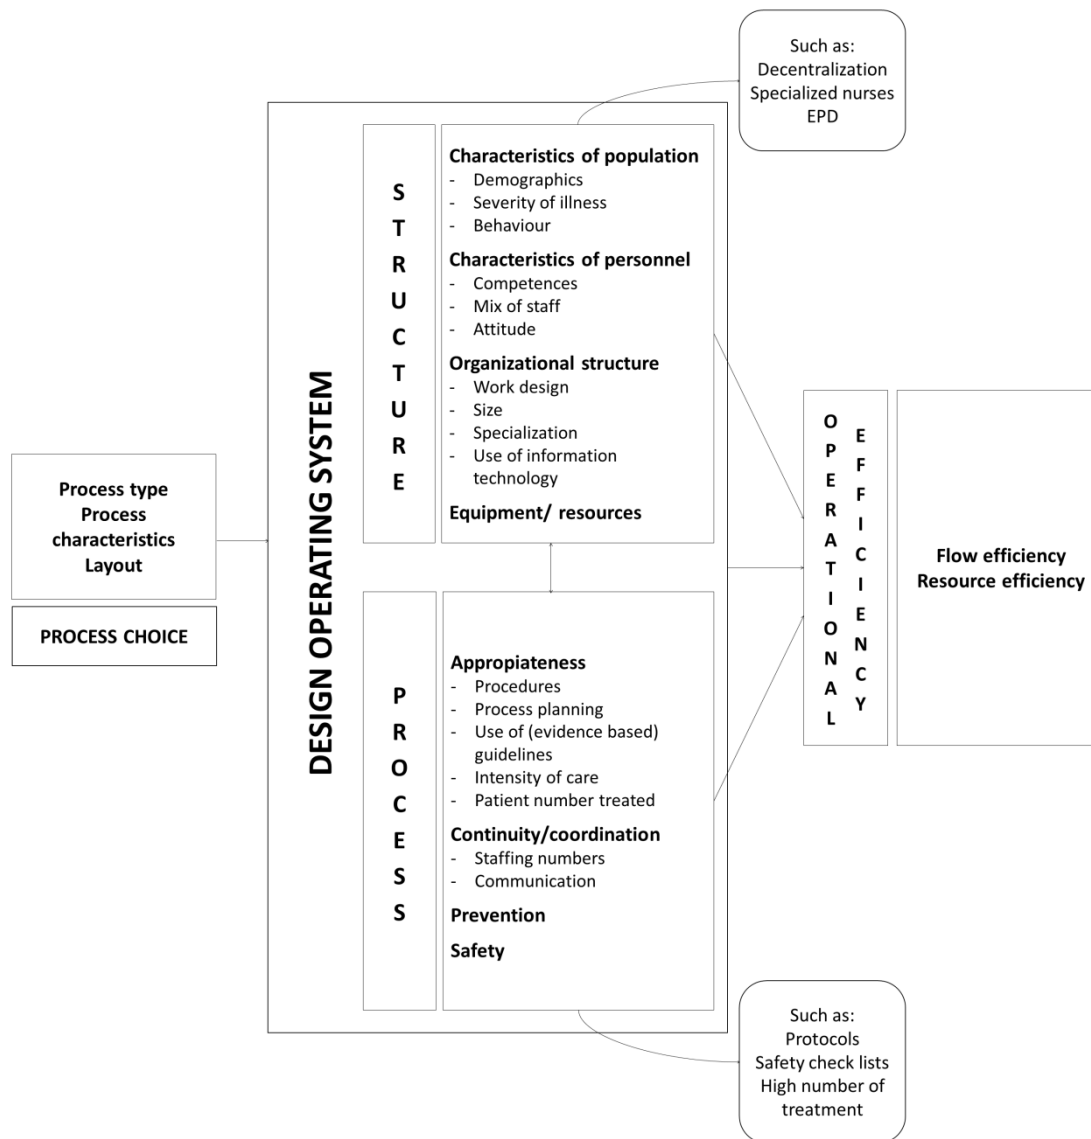 Such as:
Decentralization
Specialized nurses
EPD
DESIGN OPERATING SYSTEM
STRUCTURE
Characteristics of population
- Demographics
- Severity of illness
- Behaviour
Characteristics of personnel
- Competences
- Mix of staff
- Attitude
Organizational structure
- Work design
- Size
- Specialization
- Use of information
technology
Equipment/ resources
Process type
Process
characteristics
Layout
PROCESS CHOICE
PROCESS
Appropiateness
- Procedures
- Process planning
- Use of (evidence based)
guidelines
- Intensity of care
- Patient number treated
Continuity/coordination
- Staffing numbers
- Communication
Prevention
Safety
OPERATIONAL
EFFICIENCY
Flow efficiency
Resource efficiency
Such as:
Protocols
Safety check lists
High number of
treatment